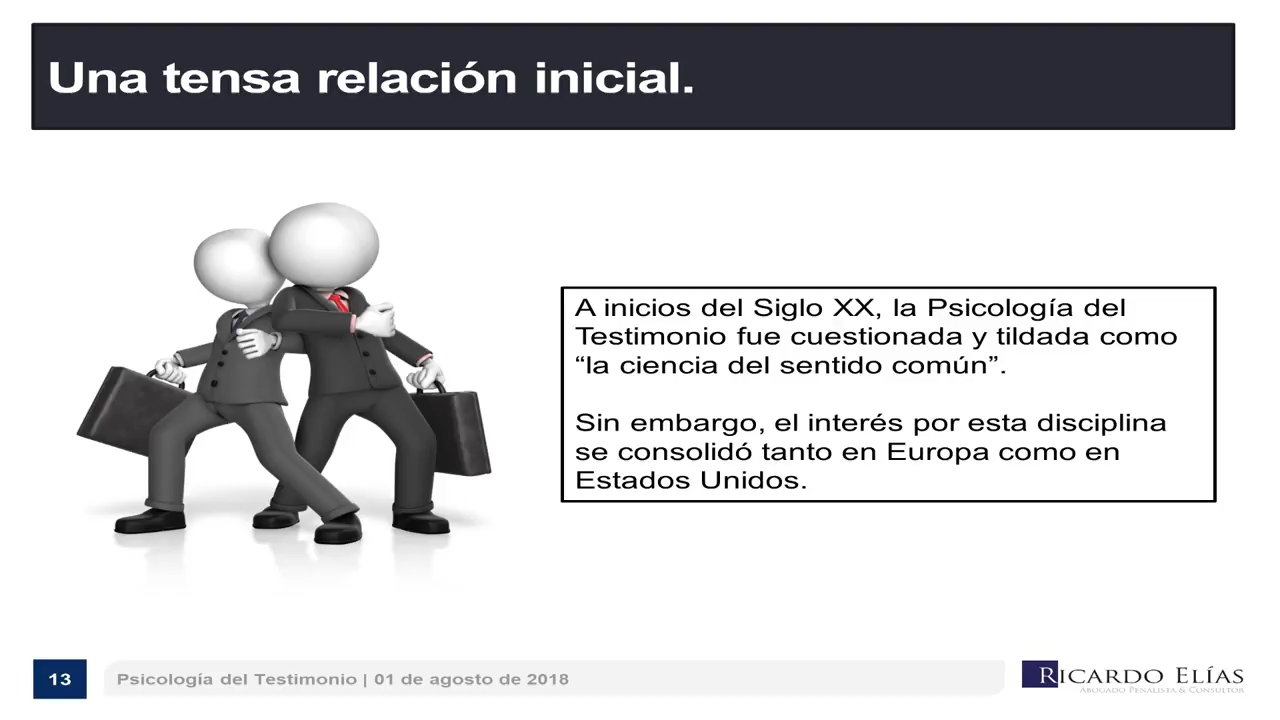 Una tensa relación inicial.
A inicios del Siglo XX, la Psicología del
Testimonio fue cuestionada y tildada como
“la ciencia del sentido común”.
Sin embargo, el interés por esta disciplina
se consolidó tanto en Europa como en
Estados Unidos.
13
Psicología del Testimonio | 01 de agosto de 2018
RICARDO ELÍAS
ABOGADO PENALISTA & CONSULTOR